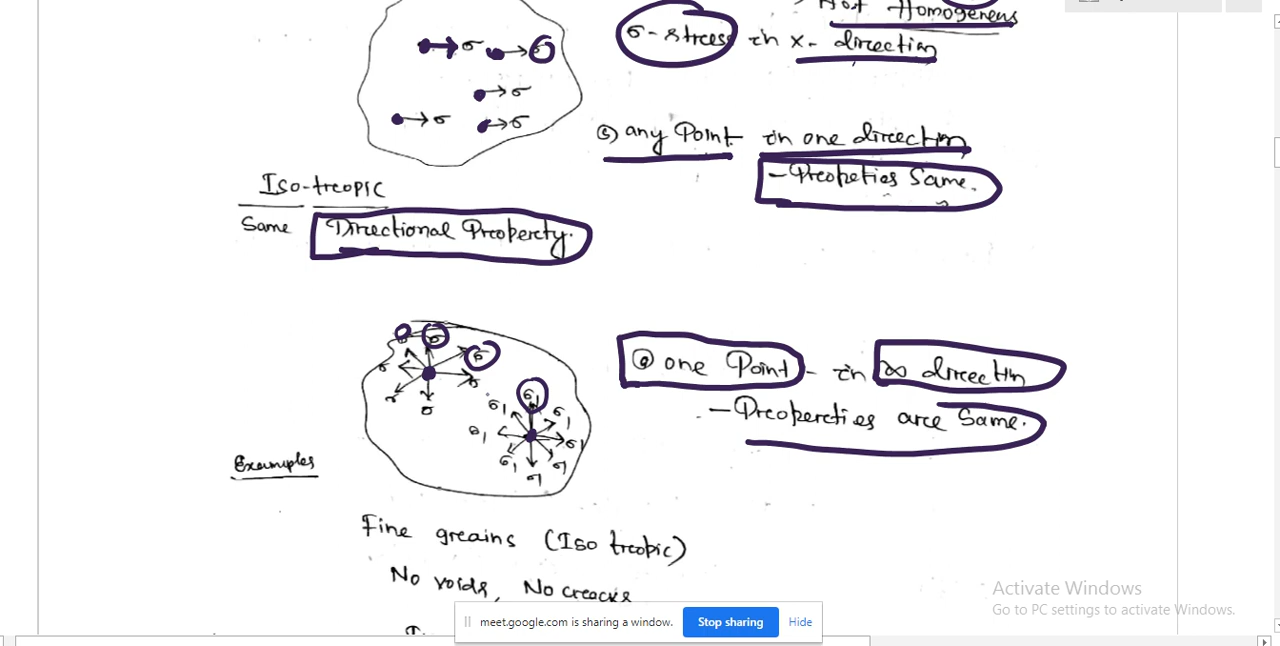 Not Homogeneus
σ σ
σ-stress in x-direction
σ
σ σ
@ any Point in one direction
- Properties Same.
Iso-tropic
Same Directional Property.
σ σ
σ σ
σ
@ one Point - in ∞ direction
σ1 σ1 σ1
σ1 σ1
σ1 σ1 σ1
- Properties are Same.
Examples
Fine grains (Iso tropic)
No voids, No cracks
Activate Windows
Go to PC settings to activate Windows.
meet.google.com is sharing a window. Stop sharing Hide